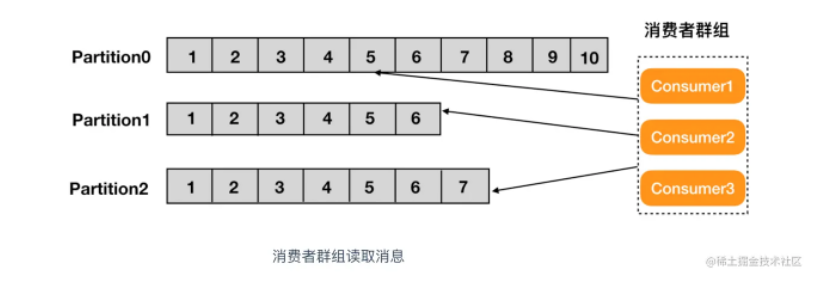 消费者群组
Partition0 1 2 3 4 5 6 7 8 9 10
Consumer1
Partition1 1 2 3 4 5 6
Consumer2
Partition2 1 2 3 4 5 6 7
Consumer3
消费者群组读取消息
@稀土掘金技术社区